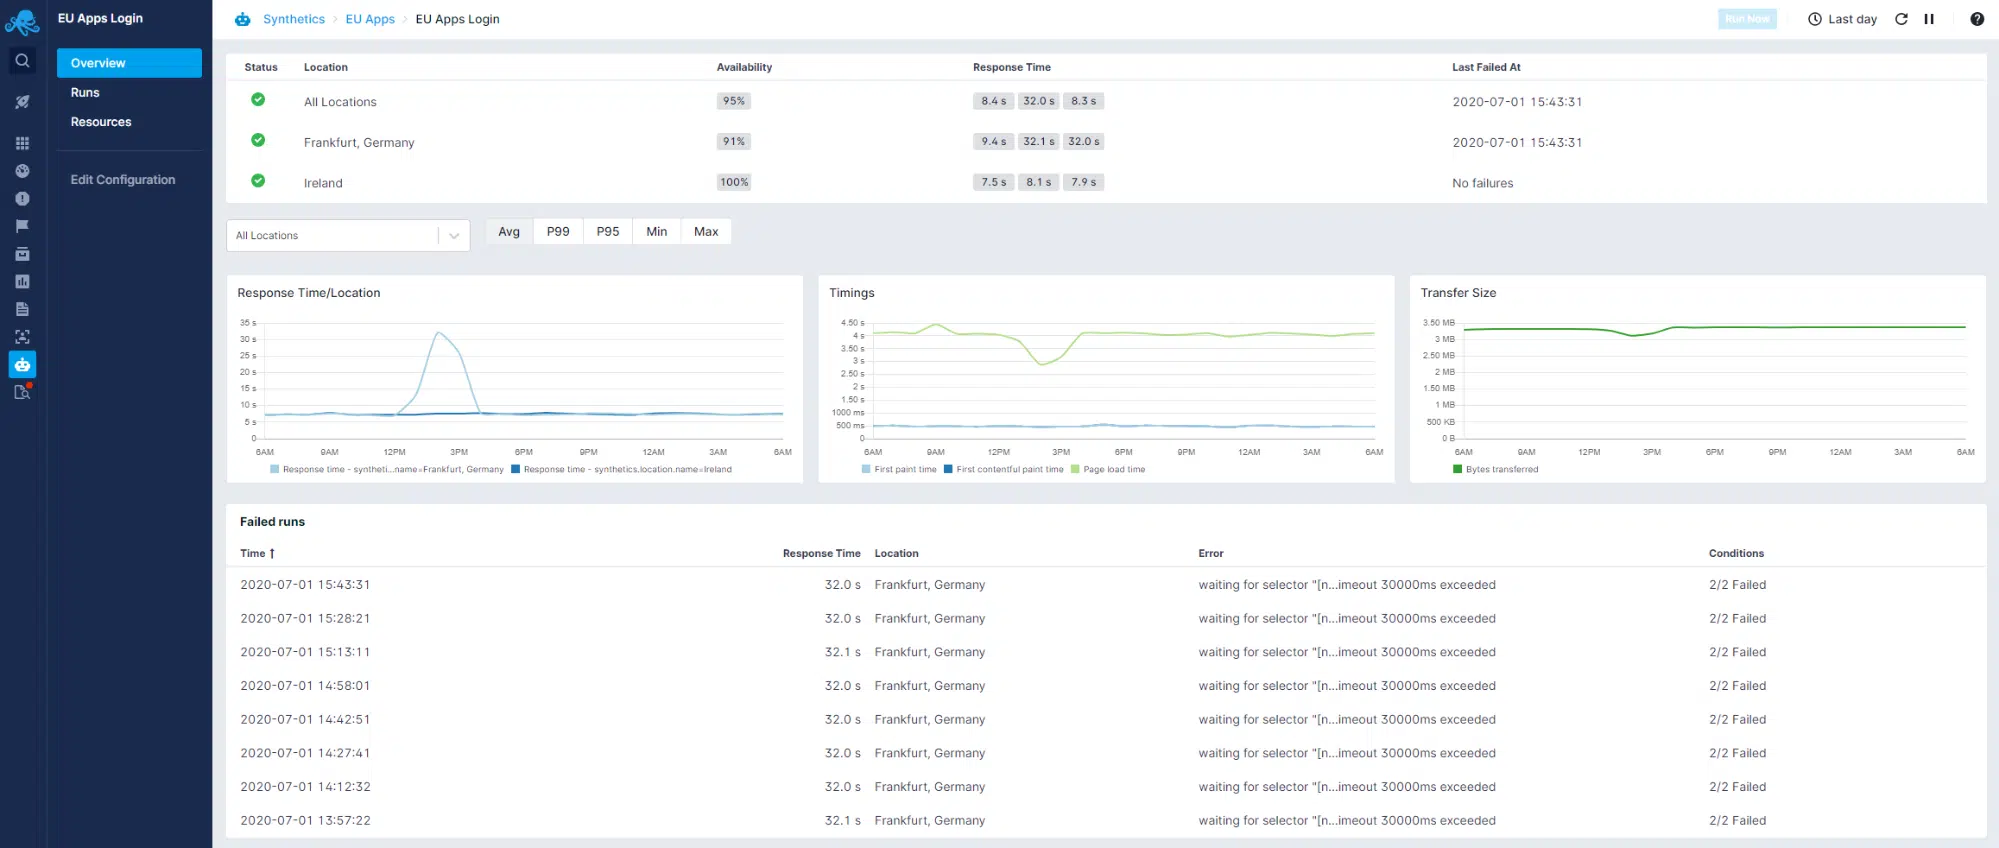 EU Apps Login
Overview
Runs
Resources
Edit Configuration
Synthetics > EU Apps > EU Apps Login
Run Now
Last day
Status Location Availability Response Time Last Failed At
All Locations 95% 8.4 s 32.0 s 8.3 s 2020-07-01 15:43:31
Frankfurt, Germany 91% 9.4 s 32.1 s 32.0 s 2020-07-01 15:43:31
Ireland 100% 7.5 s 8.1 s 7.9 s No failures
All Locations
Avg P99 P95 Min Max
Response Time/Location
35 s
30 s
25 s
20 s
15 s
10 s
5 s
0
6AM 9AM 12PM 3PM 6PM 9PM 12AM 3AM 6AM
Response time - syntheti...name=Frankfurt, Germany Response time - synthetics.location.name=Ireland
Timings
4.50 s
4 s
3.50 s
3 s
2.50 s
2 s
1.50 s
1000 ms
500 ms
0
6AM 9AM 12PM 3PM 6PM 9PM 12AM 3AM 6AM
First paint time First contentful paint time Page load time
Transfer Size
3.50 MB
3 MB
2.50 MB
2 MB
1.50 MB
1 MB
500 KB
0 B
6AM 9AM 12PM 3PM 6PM 9PM 12AM 3AM 6AM
Bytes transferred
Failed runs
Time ↑ Response Time Location Error Conditions
2020-07-01 15:43:31 32.0 s Frankfurt, Germany waiting for selector "[n...imeout 30000ms exceeded 2/2 Failed
2020-07-01 15:28:21 32.0 s Frankfurt, Germany waiting for selector "[n...imeout 30000ms exceeded 2/2 Failed
2020-07-01 15:13:11 32.1 s Frankfurt, Germany waiting for selector "[n...imeout 30000ms exceeded 2/2 Failed
2020-07-01 14:58:01 32.0 s Frankfurt, Germany waiting for selector "[n...imeout 30000ms exceeded 2/2 Failed
2020-07-01 14:42:51 32.0 s Frankfurt, Germany waiting for selector "[n...imeout 30000ms exceeded 2/2 Failed
2020-07-01 14:27:41 32.0 s Frankfurt, Germany waiting for selector "[n...imeout 30000ms exceeded 2/2 Failed
2020-07-01 14:12:32 32.0 s Frankfurt, Germany waiting for selector "[n...imeout 30000ms exceeded 2/2 Failed
2020-07-01 13:57:22 32.1 s Frankfurt, Germany waiting for selector "[n...imeout 30000ms exceeded 2/2 Failed